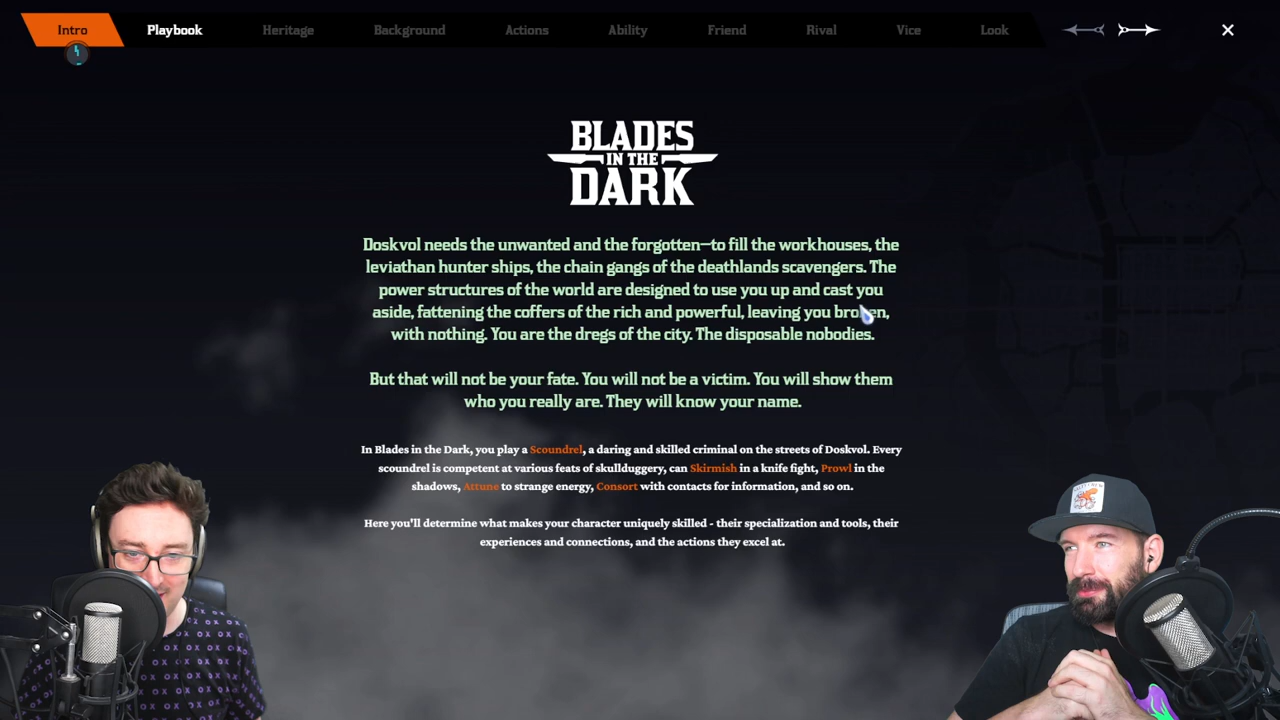 Intro Playbook Heritage Background Actions Ability Friend Rival Vice Look
BLADES
IN THE
DARK
Doskvol needs the unwanted and the forgotten—to fill the workhouses, the
leviathan hunter ships, the chain gangs of the deathlands scavengers. The
power structures of the world are designed to use you up and cast you
aside, fattening the coffers of the rich and powerful, leaving you broken,
with nothing. You are the dregs of the city. The disposable nobodies.
But that will not be your fate. You will not be a victim. You will show them
who you really are. They will know your name.
In Blades in the Dark, you play a Scoundrel, a daring and skilled criminal on the streets of Doskvol. Every
scoundrel is competent at various feats of skullduggery, can Skirmish in a knife fight, Prowl in the
shadows, Attune to strange energy, Consort with contacts for information, and so on.
Here you'll determine what makes your character uniquely skilled - their specialization and tools, their
experiences and connections, and the actions they excel at.